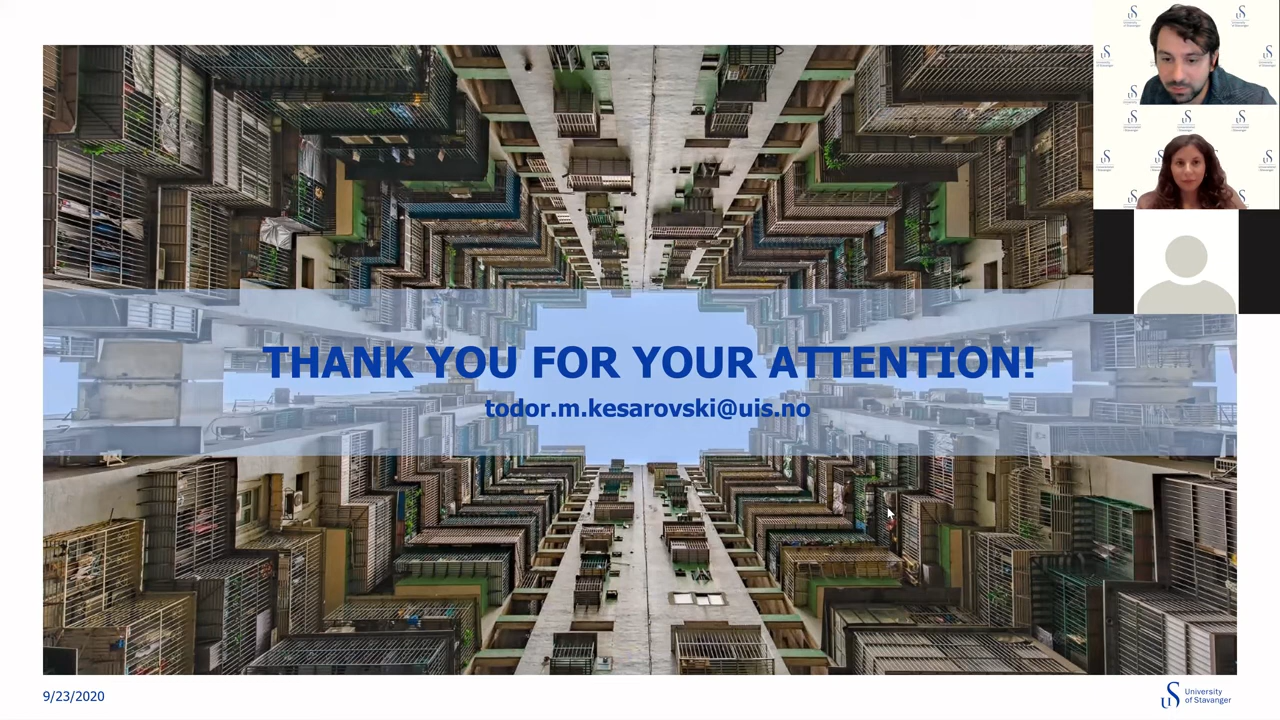 THANK YOU FOR YOUR ATTENTION!
todor.m.kesarovski@uis.no
9/23/2020
University
of Stavanger